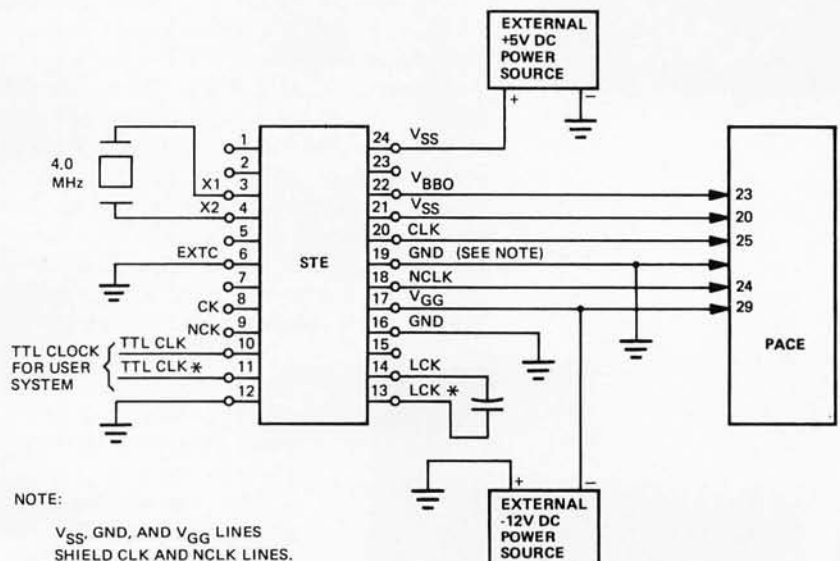 EXTERNAL
+5V DC
POWER
SOURCE
+ −
4.0
MHz
X1
X2
EXTC
CK
NCK
TTL CLOCK
FOR USER
SYSTEM
TTL CLK
TTL CLK *
1
2
3
4
5
6
7
8
9
10
11
12
STE
24 VSS
23
22 VBBO
21 VSS
20 CLK
19 GND (SEE NOTE)
18 NCLK
17 VGG
16 GND
15
14 LCK
13 LCK *
23
20
25
24
29
PACE
+ −
EXTERNAL
-12V DC
POWER
SOURCE
NOTE:
VSS, GND, AND VGG LINES
SHIELD CLK AND NCLK LINES.